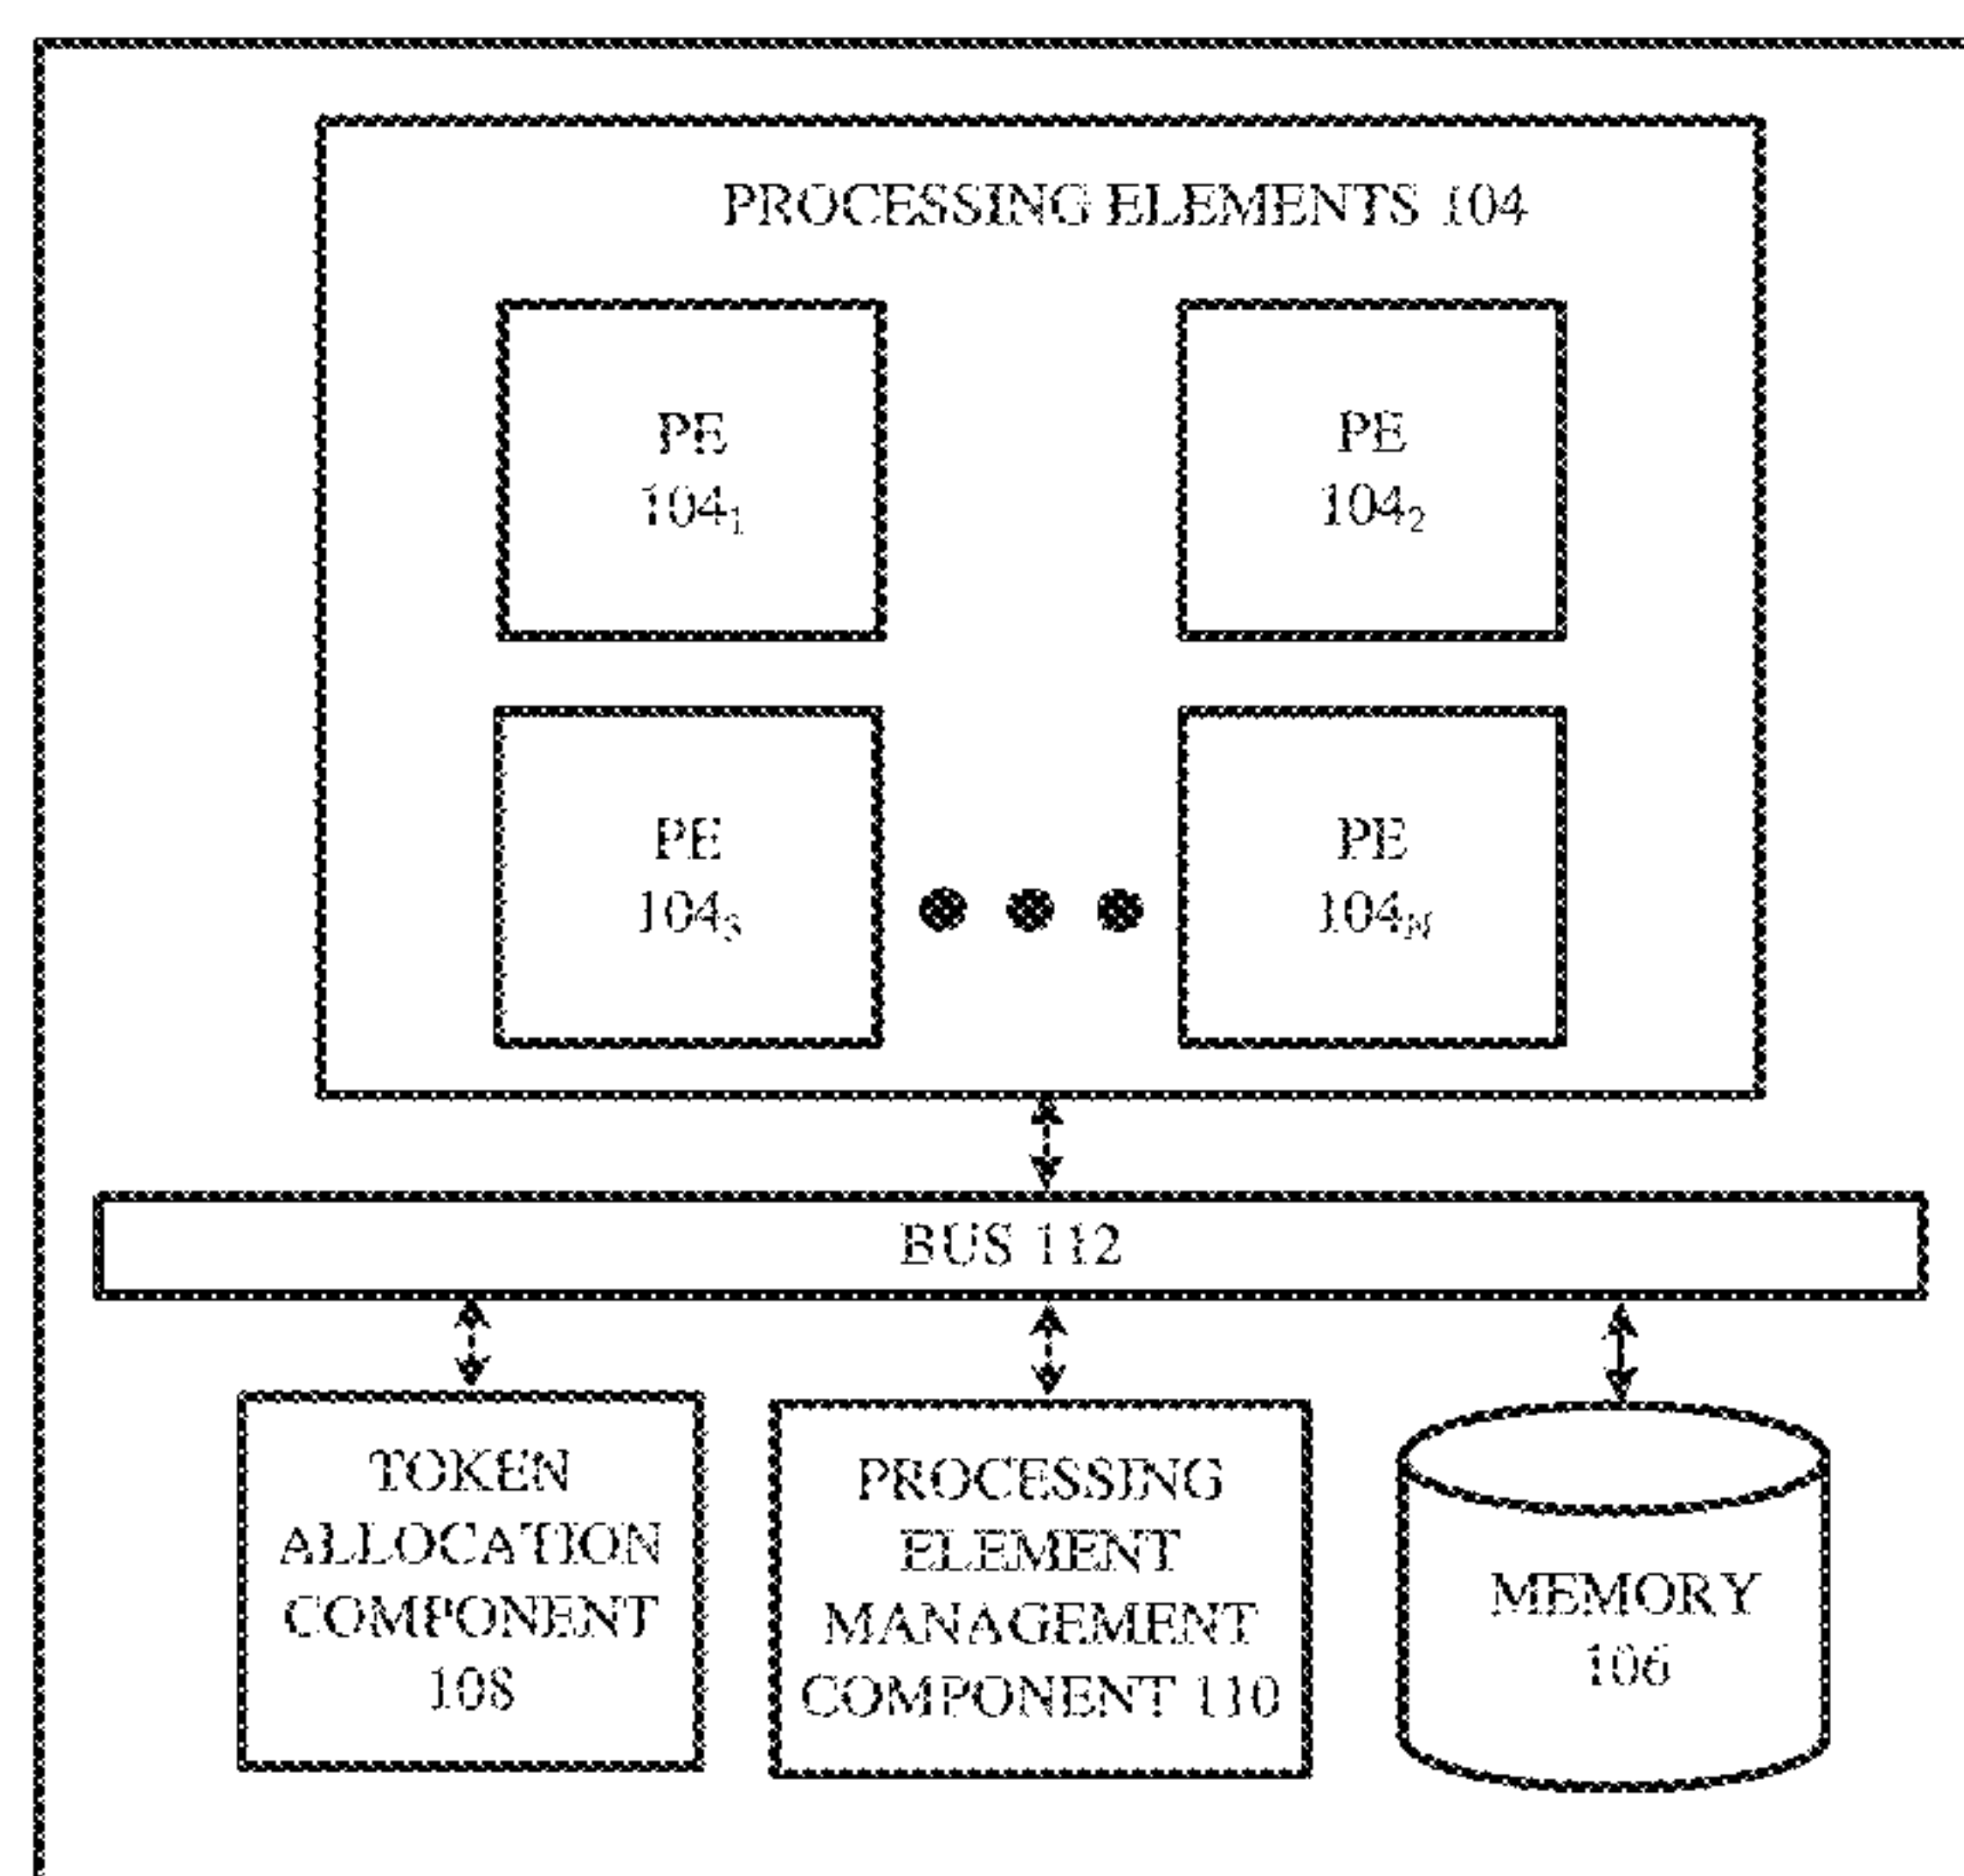 PROCESSING ELEMENTS 104
PE
104₁
PE
104₂
PE
104₃
PE
104ₙ
BUS 112
TOKEN
ALLOCATION
COMPONENT
108
PROCESSING
ELEMENT
MANAGEMENT
COMPONENT 110
MEMORY
106